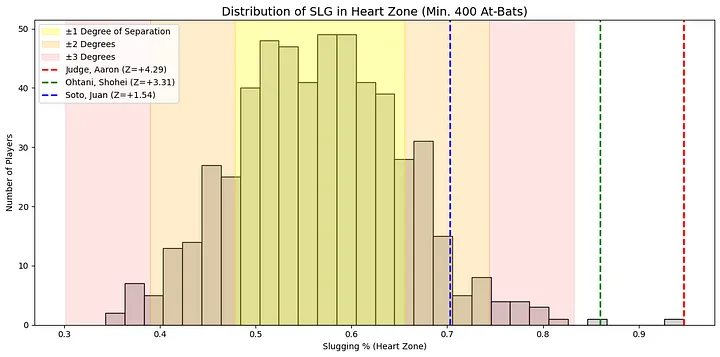 Distribution of SLG in Heart Zone (Min. 400 At-Bats)
±1 Degree of Separation
±2 Degrees
±3 Degrees
Judge, Aaron (Z=+4.29)
Ohtani, Shohei (Z=+3.31)
Soto, Juan (Z=+1.54)
Number of Players
50
40
30
20
10
0
0.3 0.4 0.5 0.6 0.7 0.8 0.9
Slugging % (Heart Zone)